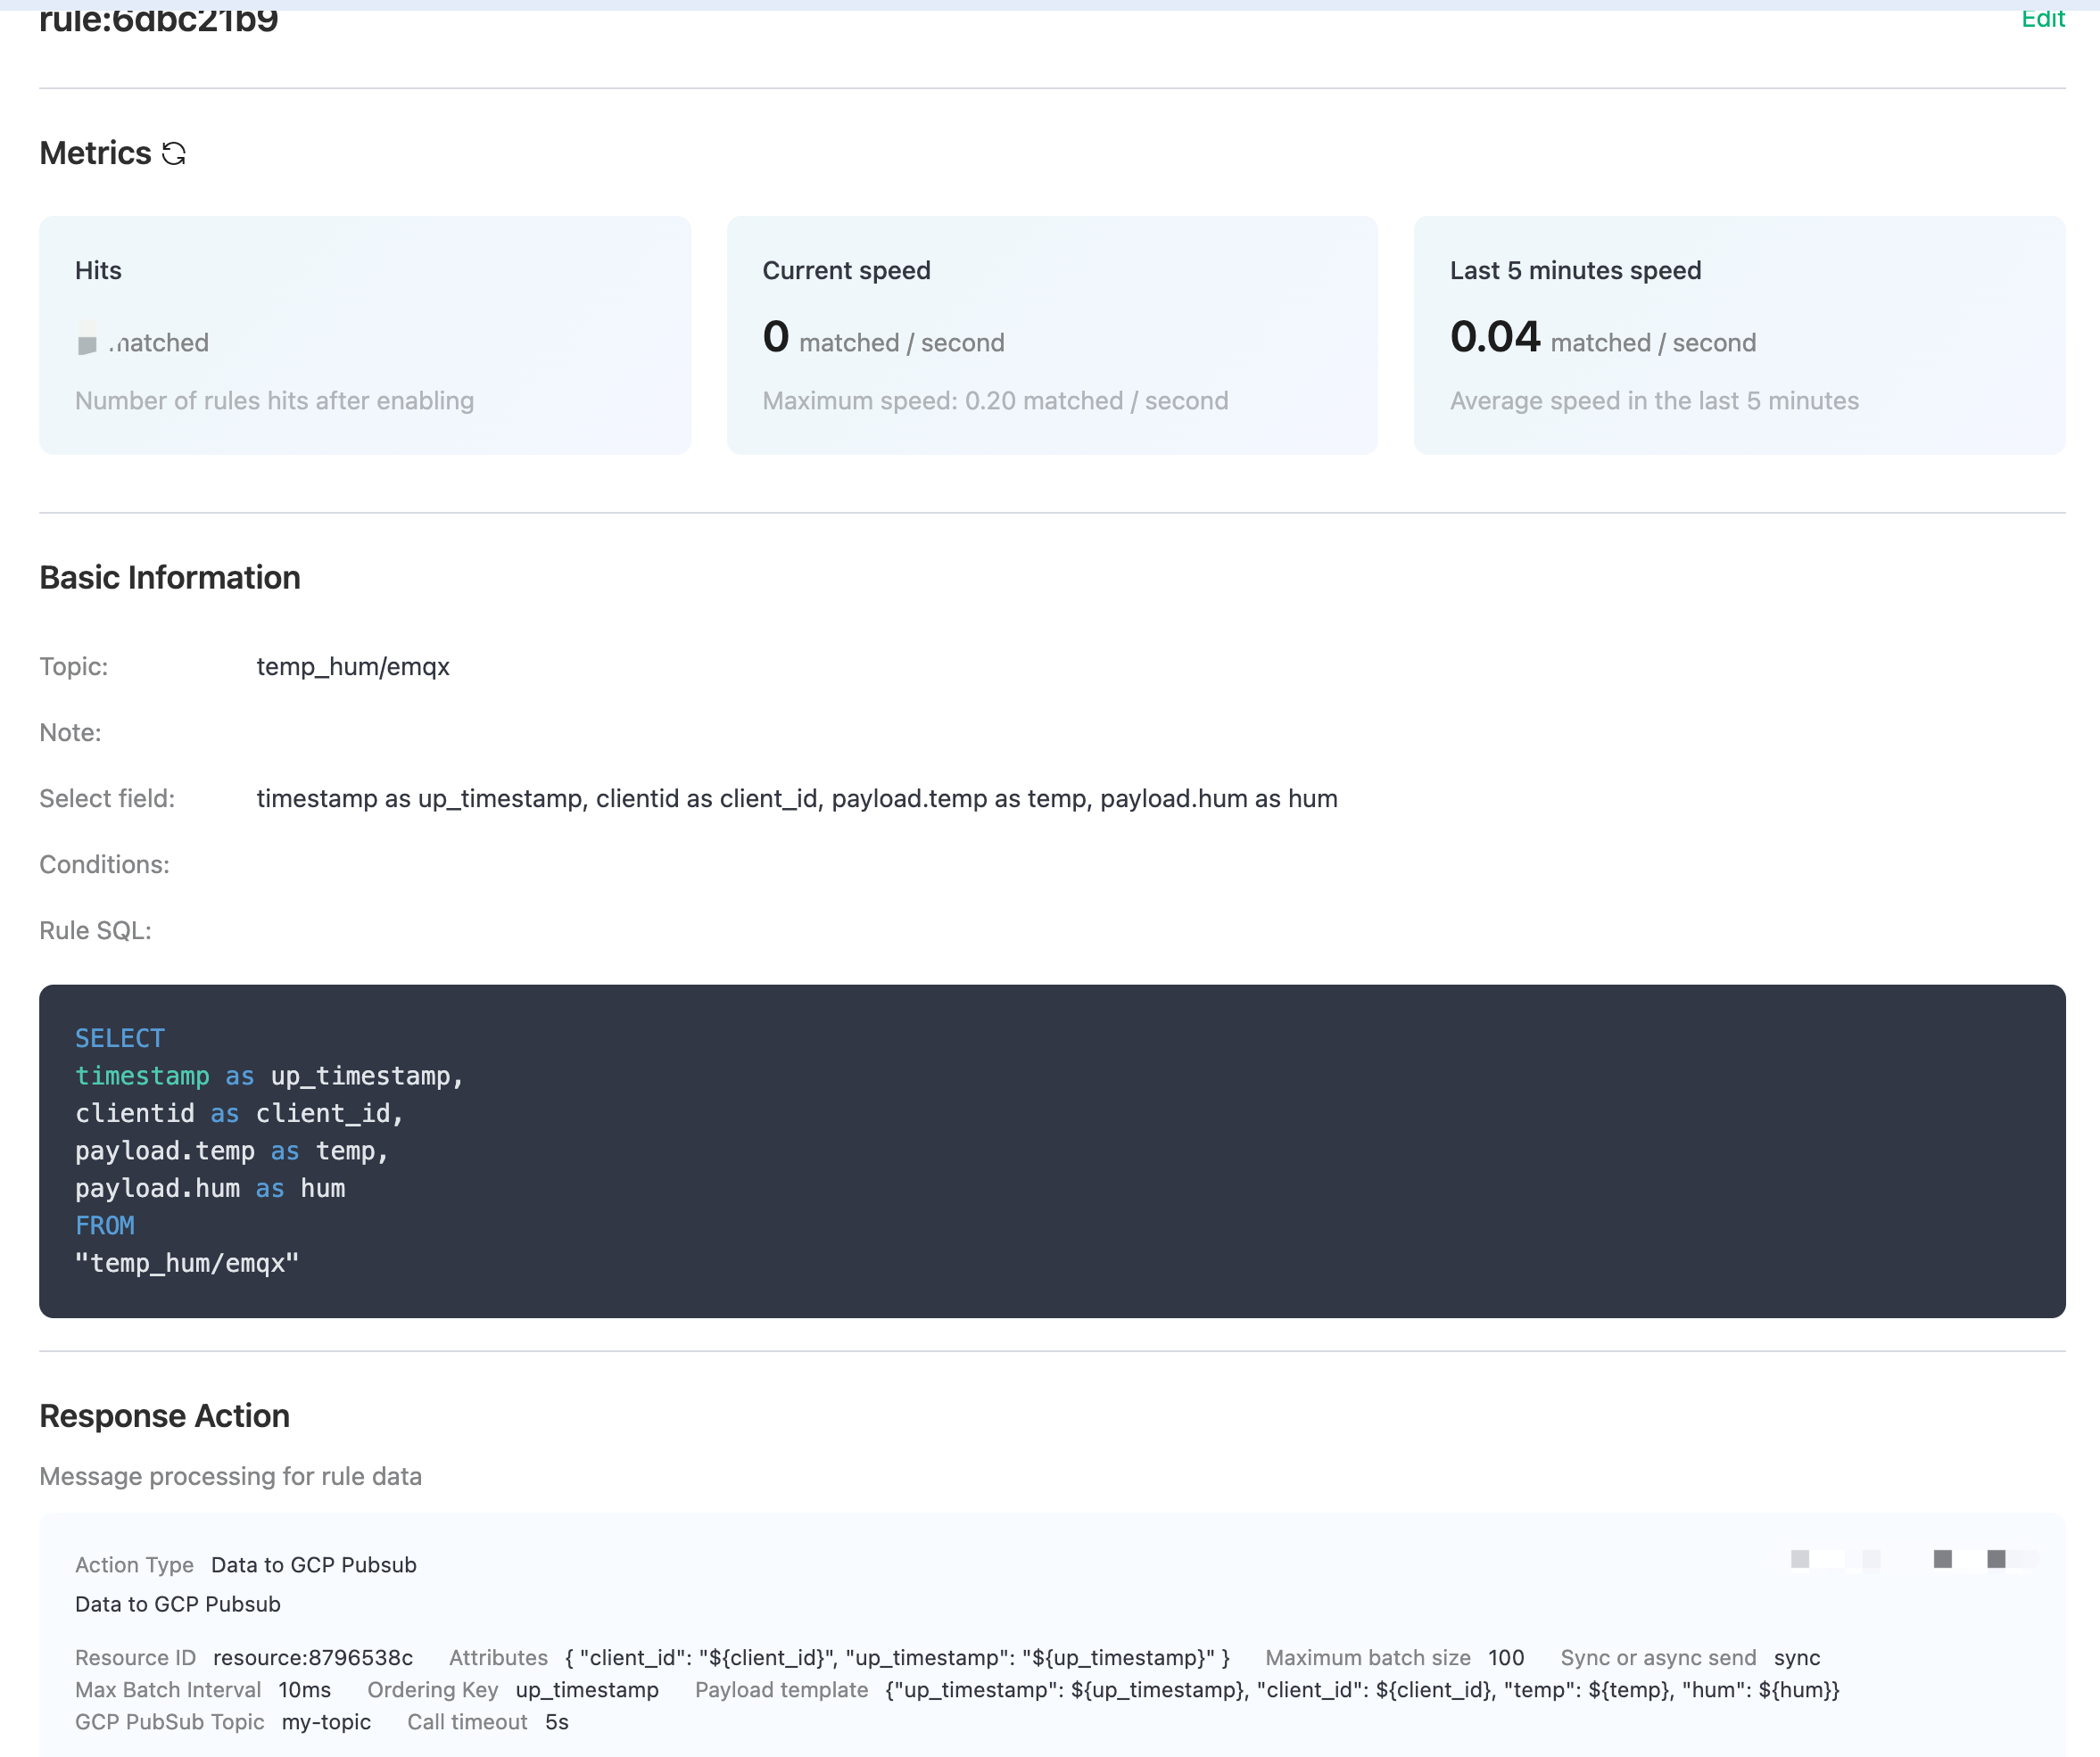 rule:6dbc21b9
Edit
Metrics
Hits
matched
Number of rules hits after enabling
Current speed
0 matched / second
Maximum speed: 0.20 matched / second
Last 5 minutes speed
0.04 matched / second
Average speed in the last 5 minutes
Basic Information
Topic: temp_hum/emqx
Note:
Select field: timestamp as up_timestamp, clientid as client_id, payload.temp as temp, payload.hum as hum
Conditions:
Rule SQL:
SELECT
timestamp as up_timestamp,
clientid as client_id,
payload.temp as temp,
payload.hum as hum
FROM
"temp_hum/emqx"
Response Action
Message processing for rule data
Action Type Data to GCP Pubsub
Data to GCP Pubsub
Resource ID resource:8796538c Attributes { "client_id": "${client_id}", "up_timestamp": "${up_timestamp}" } Maximum batch size 100 Sync or async send sync
Max Batch Interval 10ms Ordering Key up_timestamp Payload template {"up_timestamp": ${up_timestamp}, "client_id": ${client_id}, "temp": ${temp}, "hum": ${hum}}
GCP PubSub Topic my-topic Call timeout 5s